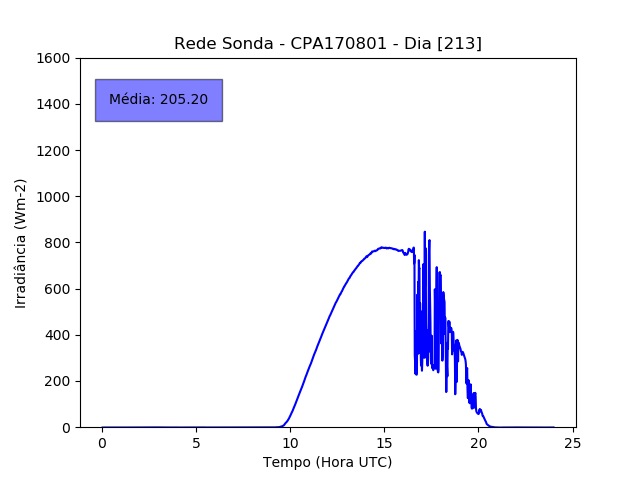 Rede Sonda - CPA170801 - Dia [213]
1600
1400
1200
1000
800
600
400
200
0
Média: 205.20
Irradiância (Wm-2)
0 5 10 15 20 25
Tempo (Hora UTC)